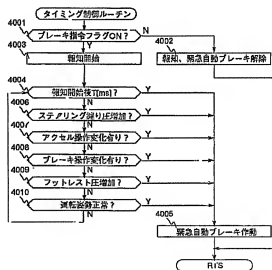 タイミング制御ルーチン
4001
ブレーキ指令フラグON?
N
Y
4002
4003
報知開始
報知、緊急自動ブレーキ解除
4004
報知開始後T[ms]?
Y
4006
N
ステアリング握り圧増加?
Y
4007
N
アクセル操作変化有り?
Y
4008
N
ブレーキ操作変化有り?
Y
4009
N
フットレスト圧増加?
Y
4010
N
運転姿勢正常?
Y
N
4005
緊急自動ブレーキ作動
RTS